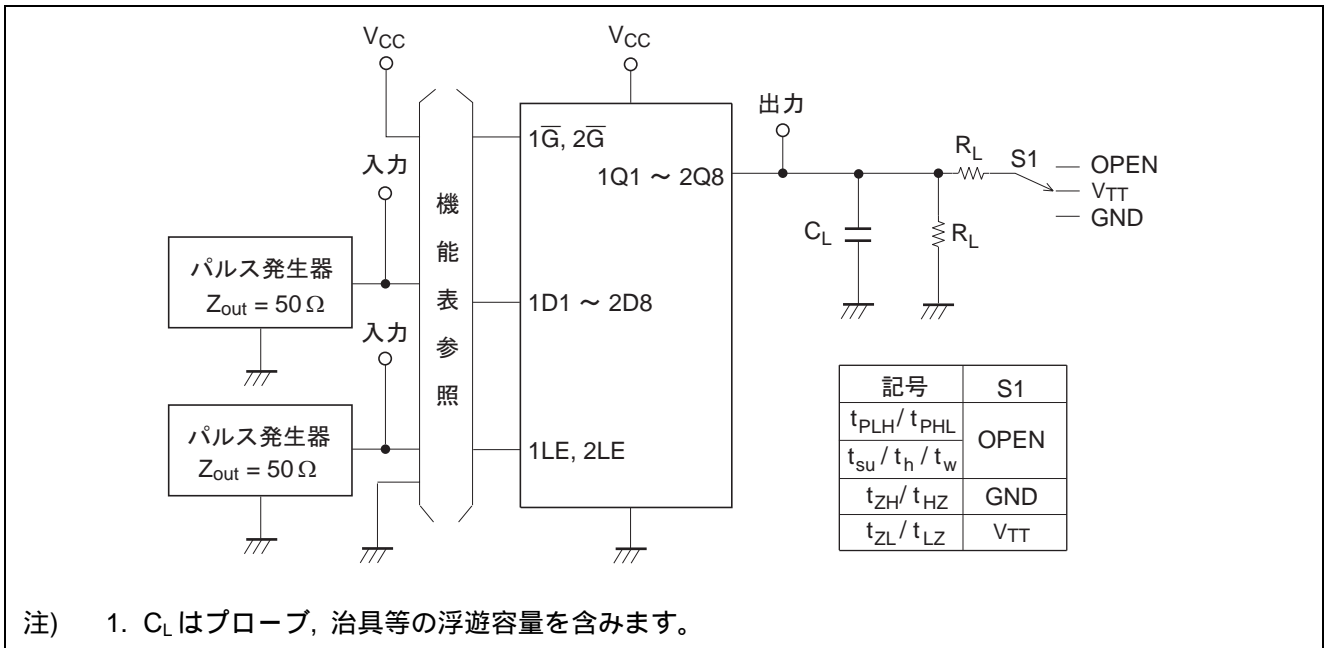 VCC
VCC
出力
1G̅, 2G̅
RL
S1
OPEN
入力
1Q1 ～ 2Q8
VTT
GND
機能表参照
CL
RL
パルス発生器
Zout = 50 Ω
1D1 ～ 2D8
入力
記号 S1
tPLH / tPHL OPEN
tsu / th / tw
tZH / tHZ GND
tZL / tLZ VTT
パルス発生器
Zout = 50 Ω
1LE, 2LE
注) 1. CL はプローブ, 治具等の浮遊容量を含みます。